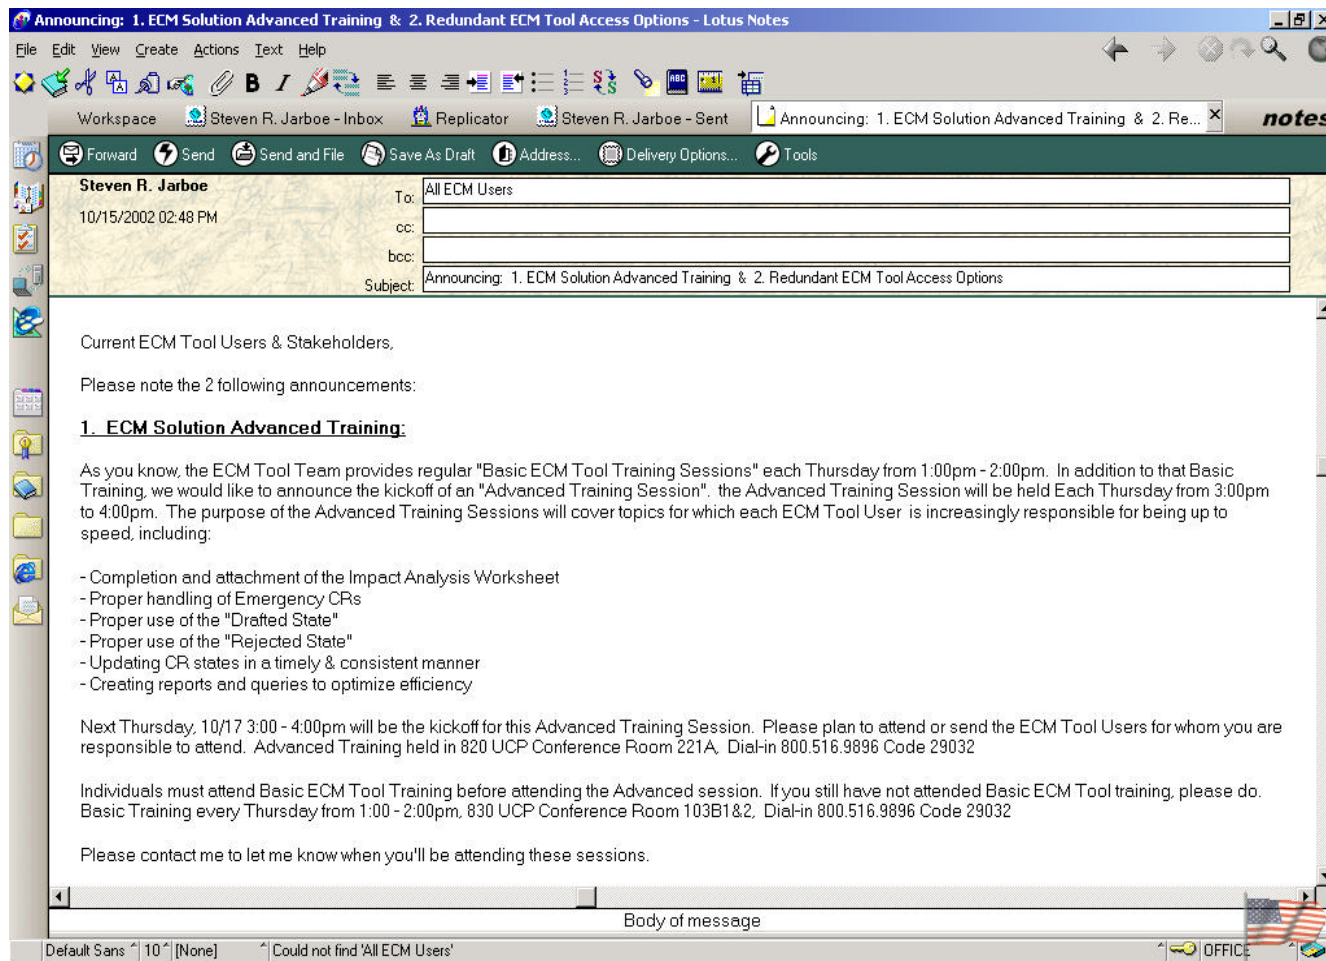 Announcing: 1. ECM Solution Advanced Training & 2. Redundant ECM Tool Access Options - Lotus Notes
File Edit View Create Actions Text Help
Workspace Steven R. Jarboe - Inbox Replicator Steven R. Jarboe - Sent Announcing: 1. ECM Solution Advanced Training & 2. Re... notes
Forward Send Send and File Save As Draft Address... Delivery Options... Tools
Steven R. Jarboe
10/15/2002 02:48 PM
To: All ECM Users
cc:
bcc:
Subject: Announcing: 1. ECM Solution Advanced Training & 2. Redundant ECM Tool Access Options
Current ECM Tool Users & Stakeholders,
Please note the 2 following announcements:
1. ECM Solution Advanced Training:
As you know, the ECM Tool Team provides regular "Basic ECM Tool Training Sessions" each Thursday from 1:00pm - 2:00pm. In addition to that Basic
Training, we would like to announce the kickoff of an "Advanced Training Session". the Advanced Training Session will be held Each Thursday from 3:00pm
to 4:00pm. The purpose of the Advanced Training Sessions will cover topics for which each ECM Tool User is increasingly responsible for being up to
speed, including:
- Completion and attachment of the Impact Analysis Worksheet
- Proper handling of Emergency CRs
- Proper use of the "Drafted State"
- Proper use of the "Rejected State"
- Updating CR states in a timely & consistent manner
- Creating reports and queries to optimize efficiency
Next Thursday, 10/17 3:00 - 4:00pm will be the kickoff for this Advanced Training Session. Please plan to attend or send the ECM Tool Users for whom you are
responsible to attend. Advanced Training held in 820 UCP Conference Room 221A, Dial-in 800.516.9896 Code 29032
Individuals must attend Basic ECM Tool Training before attending the Advanced session. If you still have not attended Basic ECM Tool training, please do.
Basic Training every Thursday from 1:00 - 2:00pm, 830 UCP Conference Room 103B1&2, Dial-in 800.516.9896 Code 29032
Please contact me to let me know when you'll be attending these sessions.
Body of message
Default Sans 10 [None] Could not find 'All ECM Users' OFFICE